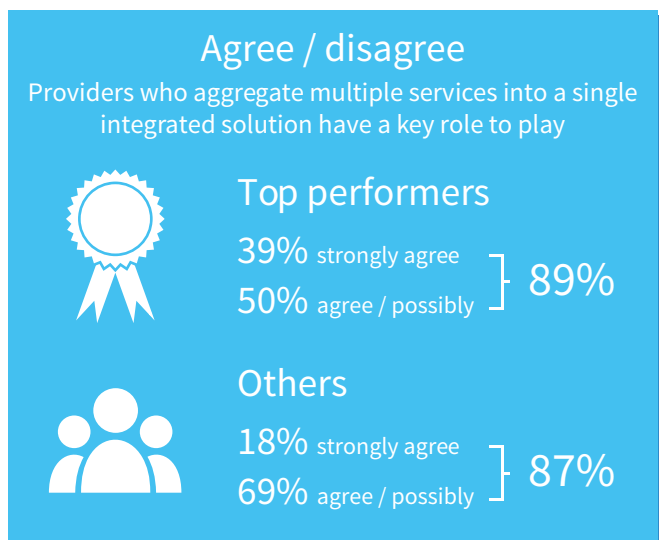 Agree / disagree
Providers who aggregate multiple services into a single
integrated solution have a key role to play
Top performers
39% strongly agree
50% agree / possibly
89%
Others
18% strongly agree
69% agree / possibly
87%